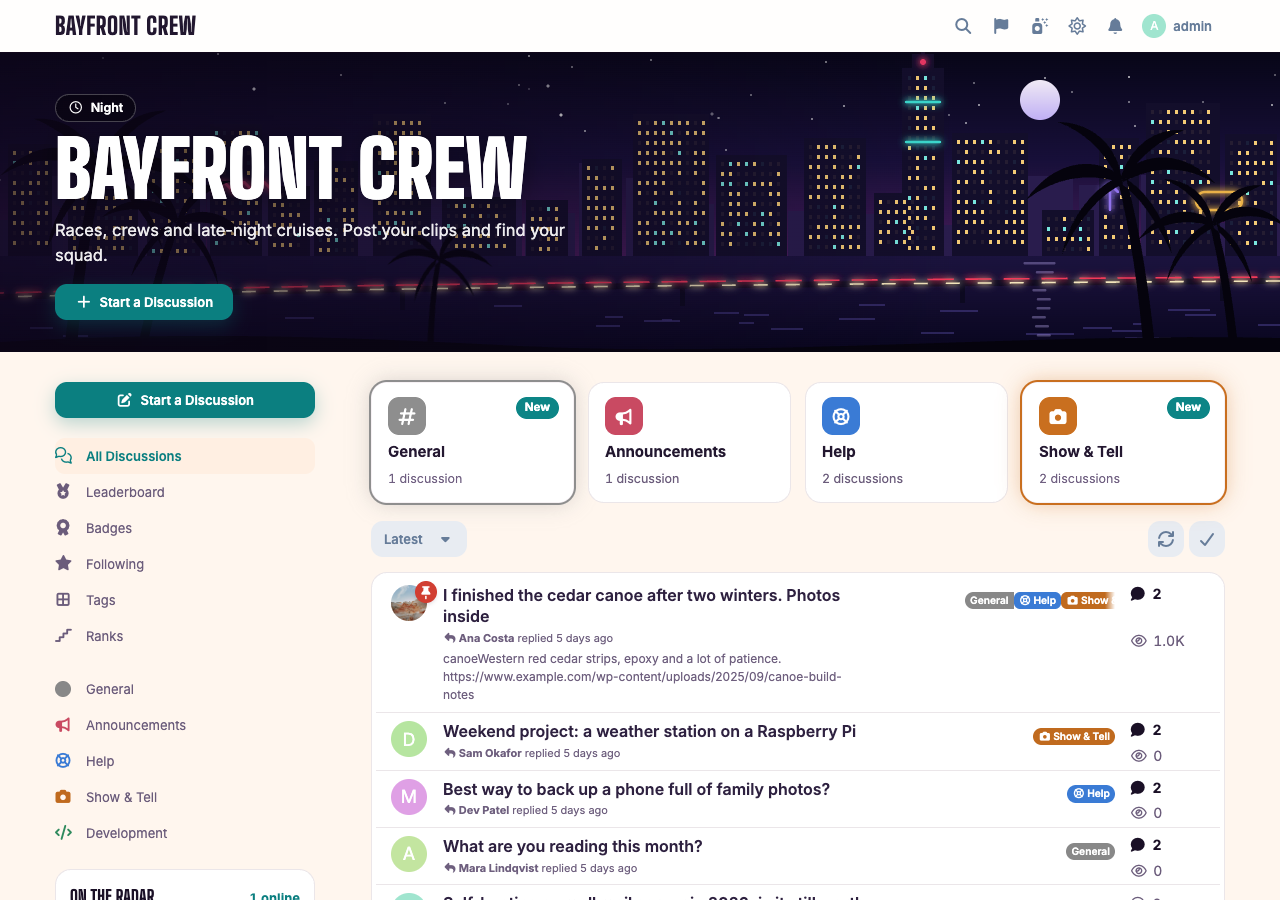 BAYFRONT CREW
A admin
Night
BAYFRONT CREW
Races, crews and late-night cruises. Post your clips and find your
squad.
Start a Discussion
Start a Discussion
All Discussions
Leaderboard
Badges
Following
Tags
Ranks
General
Announcements
Help
Show & Tell
Development
ON THE RADAR
1 online
New
General
1 discussion
Announcements
1 discussion
Help
2 discussions
New
Show & Tell
2 discussions
Latest
I finished the cedar canoe after two winters. Photos
inside
Ana Costa replied 5 days ago
canoeWestern red cedar strips, epoxy and a lot of patience.
https://www.example.com/wp-content/uploads/2025/09/canoe-build-
notes
General Help Show
2
1.0K
D
Weekend project: a weather station on a Raspberry Pi
Sam Okafor replied 5 days ago
Show & Tell
2
0
M
Best way to back up a phone full of family photos?
Dev Patel replied 5 days ago
Help
2
0
A
What are you reading this month?
Mara Lindqvist replied 5 days ago
General
2
0